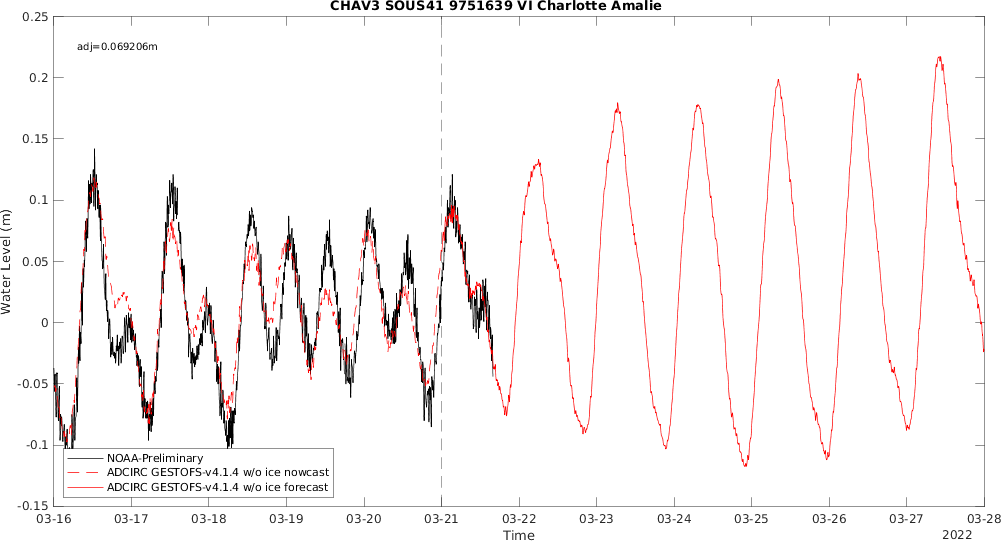 CHAV3 SOUS41 9751639 VI Charlotte Amalie
adj=0.069206m
Water Level (m)
0.25
0.2
0.15
0.1
0.05
0
-0.05
-0.1
-0.15
NOAA-Preliminary
ADCIRC GESTOFS-v4.1.4 w/o ice nowcast
ADCIRC GESTOFS-v4.1.4 w/o ice forecast
03-16 03-17 03-18 03-19 03-20 03-21 03-22 03-23 03-24 03-25 03-26 03-27 03-28
Time
2022